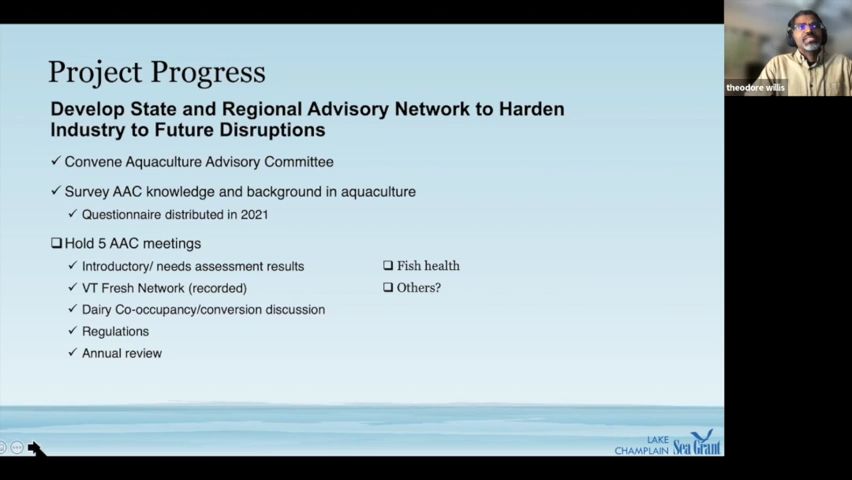 Project Progress
theodore willis
Develop State and Regional Advisory Network to Harden
Industry to Future Disruptions
✓ Convene Aquaculture Advisory Committee
✓ Survey AAC knowledge and background in aquaculture
✓ Questionnaire distributed in 2021
❑ Hold 5 AAC meetings
✓ Introductory/ needs assessment results
✓ VT Fresh Network (recorded)
✓ Dairy Co-occupancy/conversion discussion
✓ Regulations
✓ Annual review
❑ Fish health
❑ Others?
LAKE
CHAMPLAIN Sea Grant